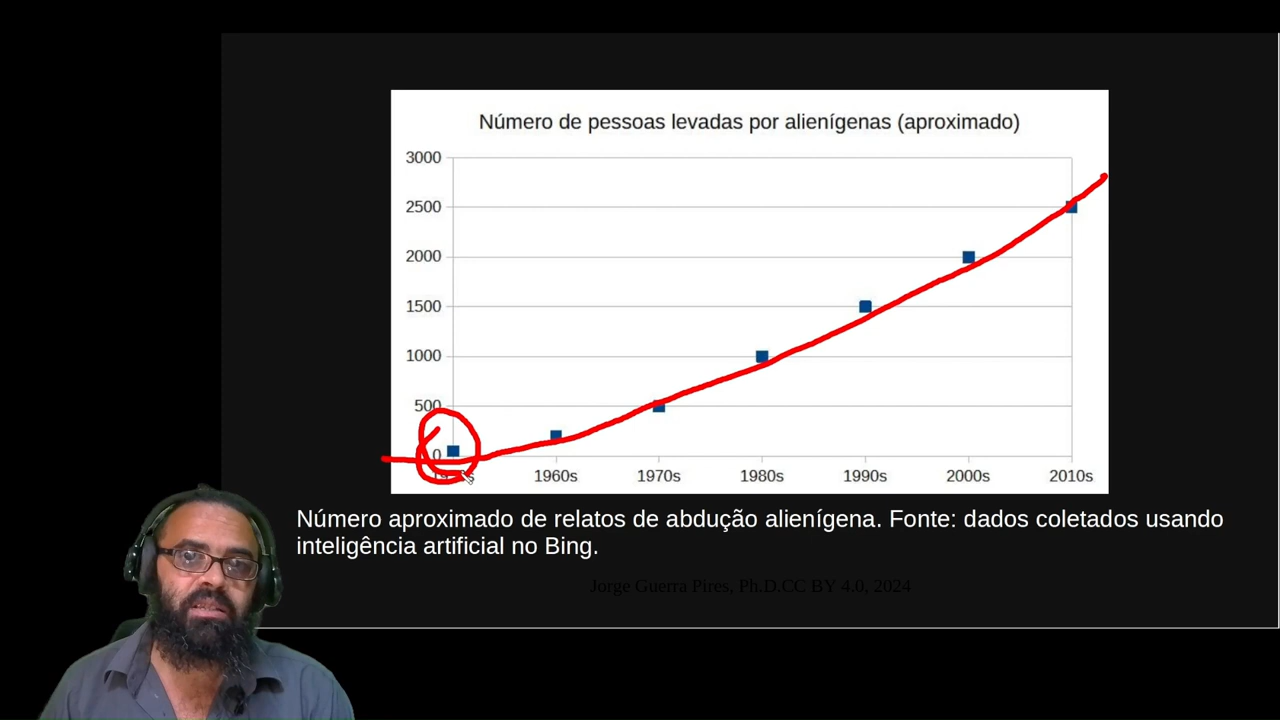 Número de pessoas levadas por alienígenas (aproximado)
3000
2500
2000
1500
1000
500
0
1960s 1970s 1980s 1990s 2000s 2010s
Número aproximado de relatos de abdução alienígena. Fonte: dados coletados usando
inteligência artificial no Bing.
Jorge Guerra Pires, Ph.D.CC BY 4.0, 2024